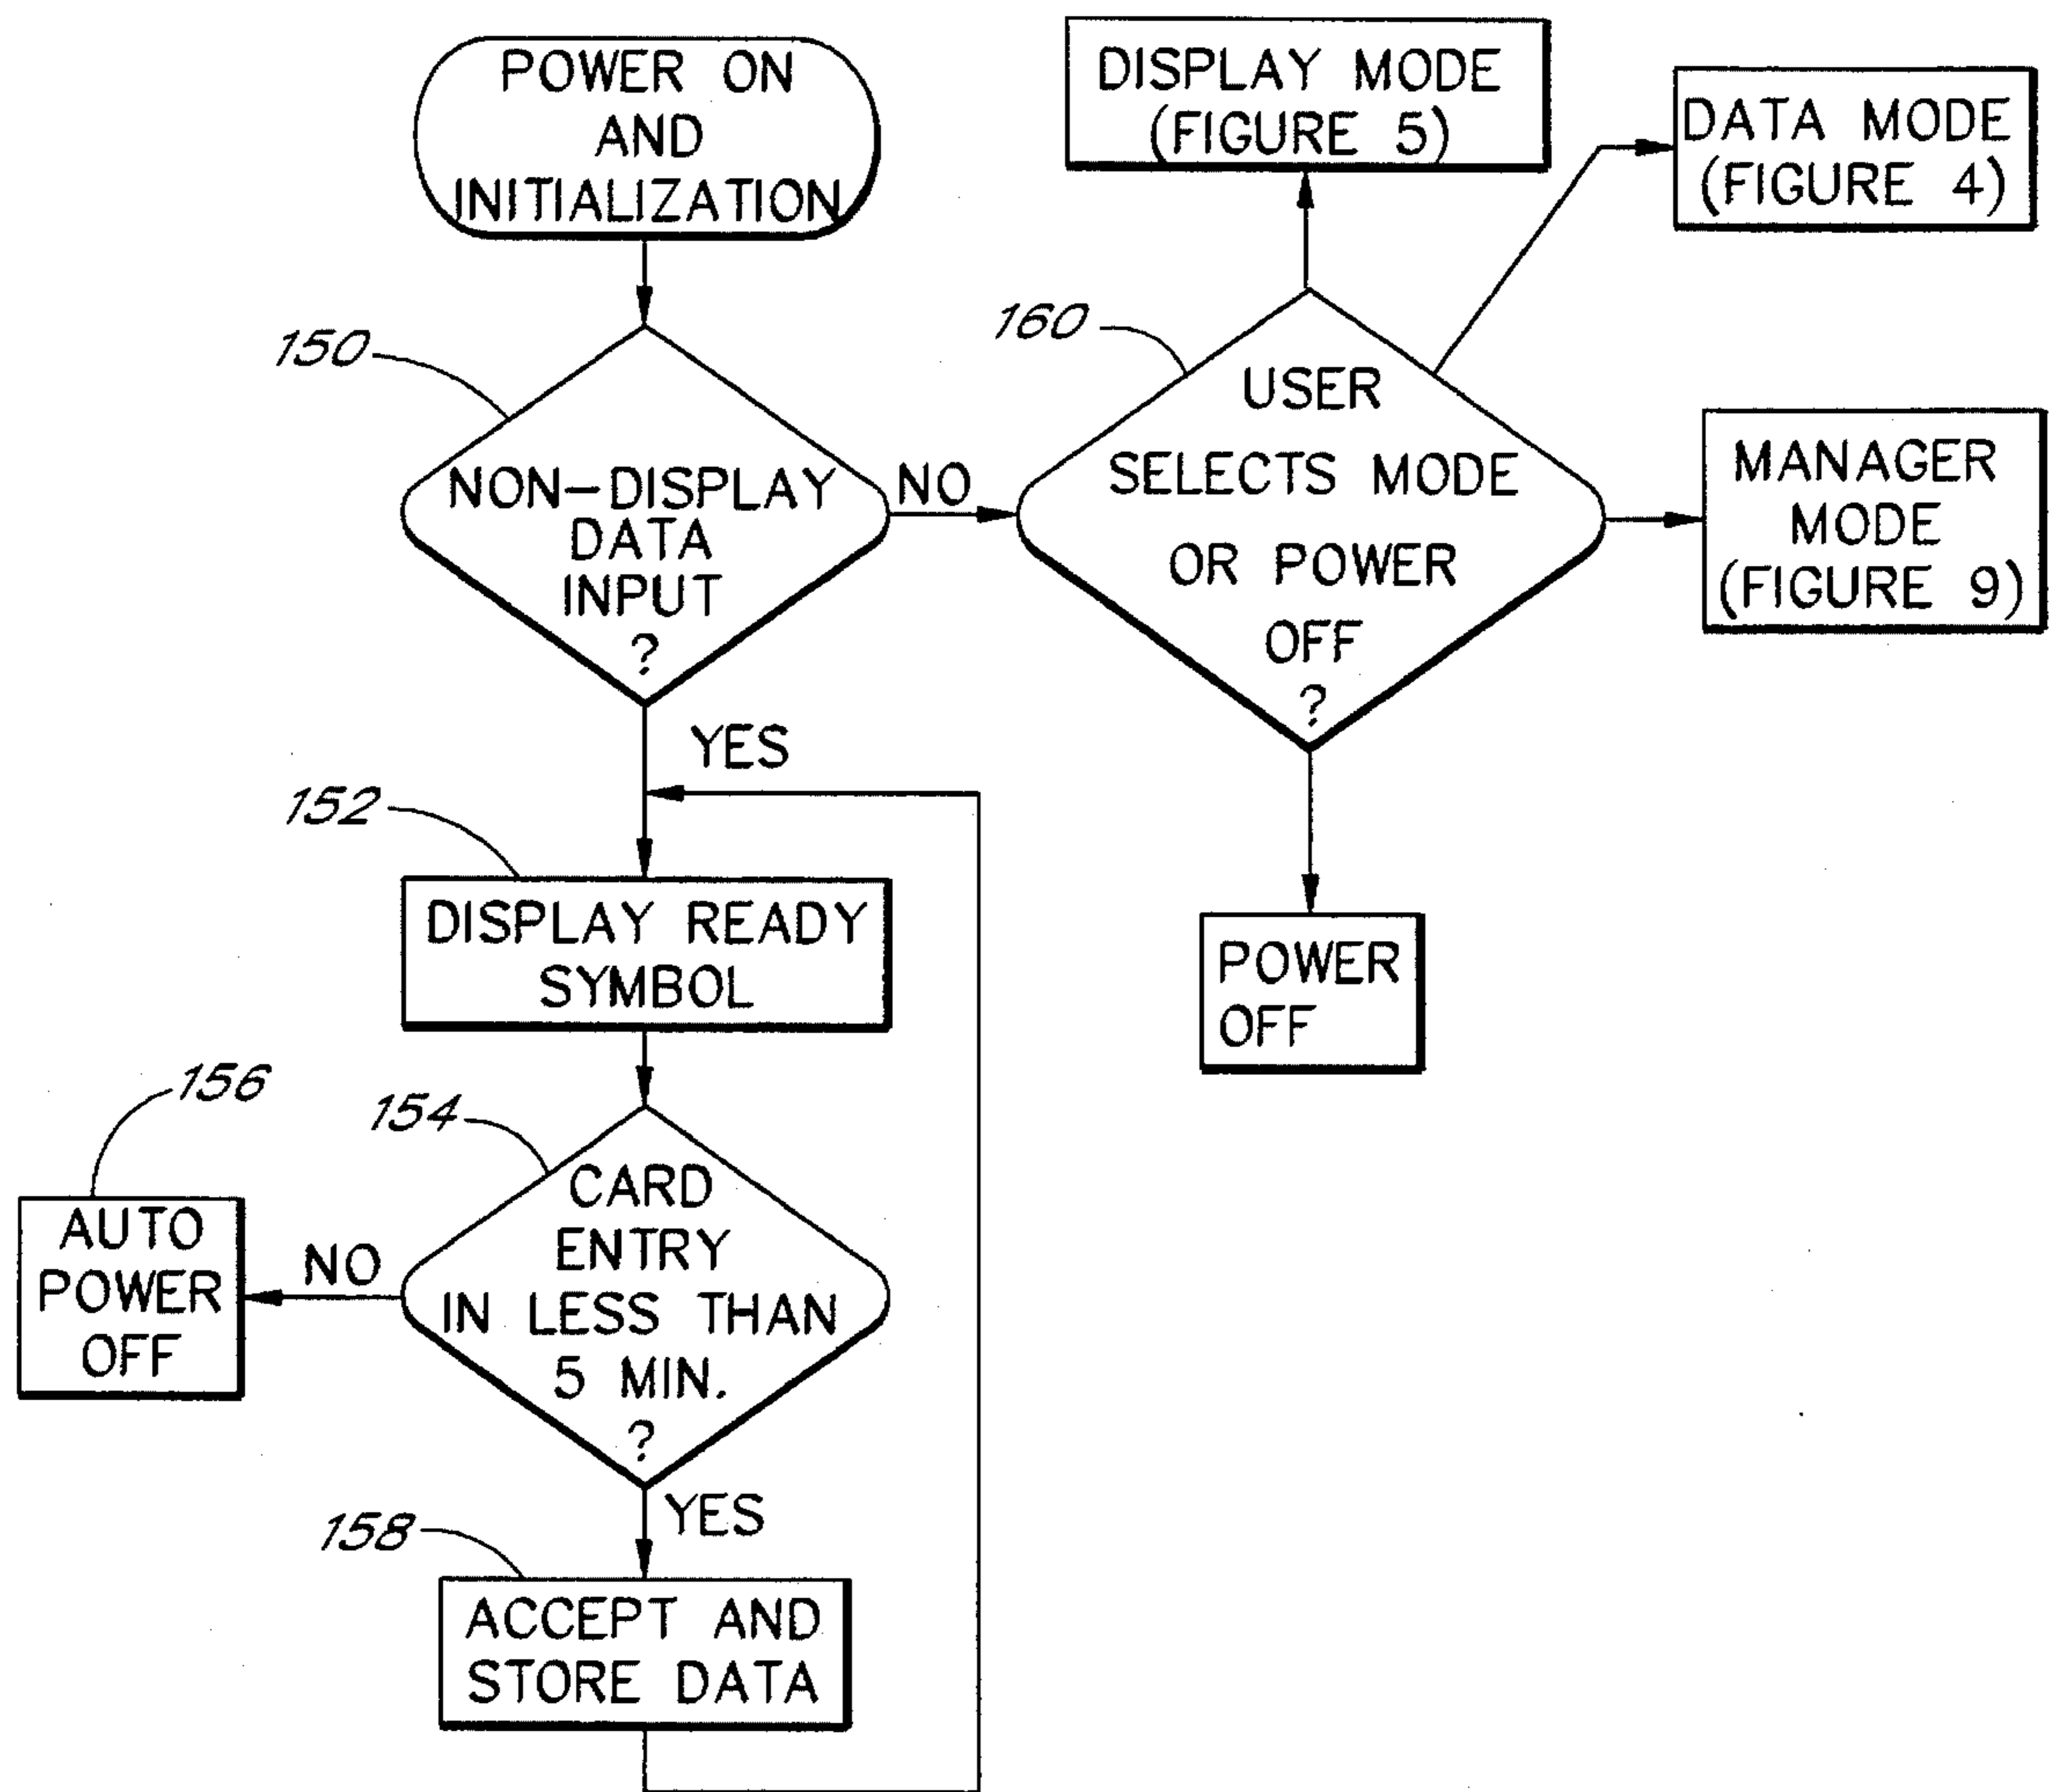 POWER ON
AND
INITIALIZATION
150
NON-DISPLAY
DATA
INPUT
?
NO
YES
152
DISPLAY READY
SYMBOL
154
CARD
ENTRY
IN LESS THAN
5 MIN.
?
NO
156
AUTO
POWER
OFF
YES
158
ACCEPT AND
STORE DATA
160
USER
SELECTS MODE
OR POWER
OFF
?
DISPLAY MODE
(FIGURE 5)
DATA MODE
(FIGURE 4)
MANAGER
MODE
(FIGURE 9)
POWER
OFF